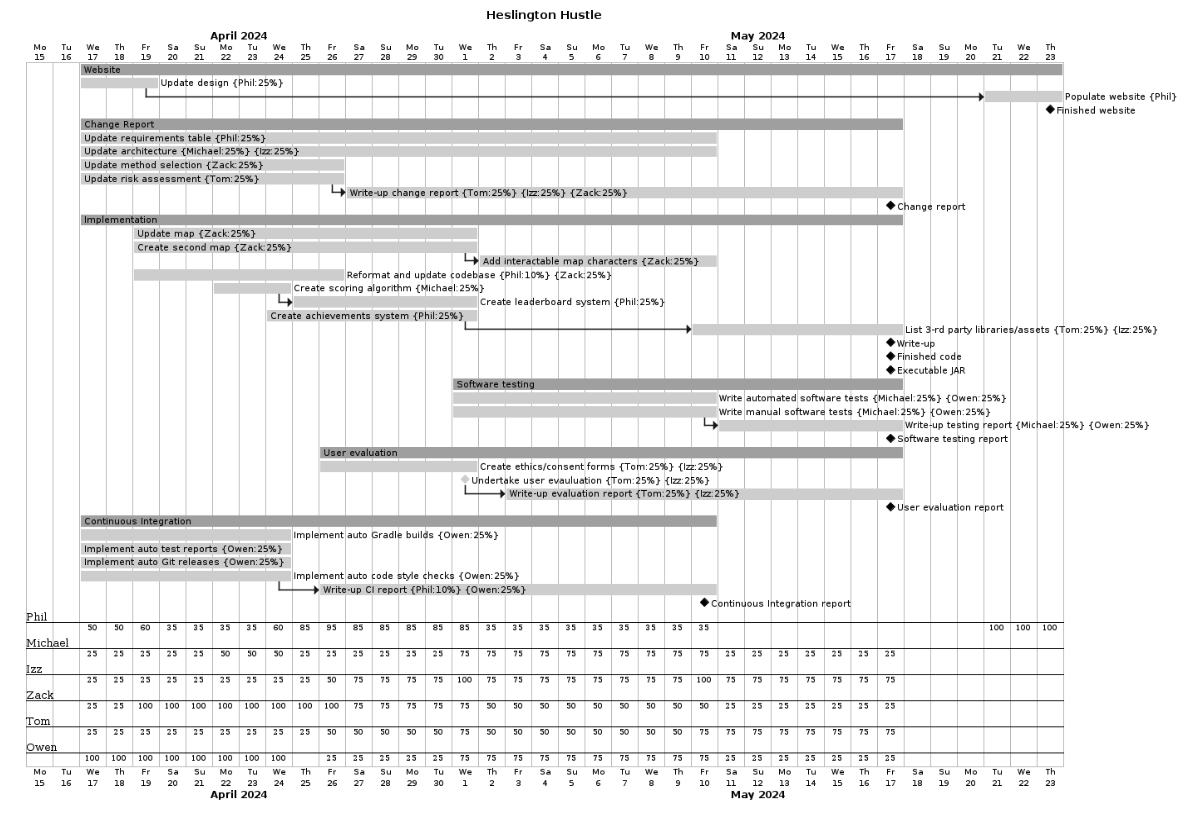 Heslington Hustle
April 2024 May 2024
Mo Tu We Th Fr Sa Su Mo Tu We Th Fr Sa Su Mo Tu We Th Fr Sa Su Mo Tu We Th Fr Sa Su Mo Tu We Th Fr Sa Su Mo Tu We Th
15 16 17 18 19 20 21 22 23 24 25 26 27 28 29 30 1 2 3 4 5 6 7 8 9 10 11 12 13 14 15 16 17 18 19 20 21 22 23
Website
Update design {Phil:25%}
Populate website {Phil}
Finished website
Change Report
Update requirements table {Phil:25%}
Update architecture {Michael:25%} {Izz:25%}
Update method selection {Zack:25%}
Update risk assessment {Tom:25%}
Write-up change report {Tom:25%} {Izz:25%} {Zack:25%}
Change report
Implementation
Update map {Zack:25%}
Create second map {Zack:25%}
Add interactable map characters {Zack:25%}
Reformat and update codebase {Phil:10%} {Zack:25%}
Create scoring algorithm {Michael:25%}
Create leaderboard system {Phil:25%}
Create achievements system {Phil:25%}
List 3-rd party libraries/assets {Tom:25%} {Izz:25%}
Write-up
Finished code
Executable JAR
Software testing
Write automated software tests {Michael:25%} {Owen:25%}
Write manual software tests {Michael:25%} {Owen:25%}
Write-up testing report {Michael:25%} {Owen:25%}
Software testing report
User evaluation
Create ethics/consent forms {Tom:25%} {Izz:25%}
Undertake user evauluation {Tom:25%} {Izz:25%}
Write-up evaluation report {Tom:25%} {Izz:25%}
User evaluation report
Continuous Integration
Implement auto Gradle builds {Owen:25%}
Implement auto test reports {Owen:25%}
Implement auto Git releases {Owen:25%}
Implement auto code style checks {Owen:25%}
Write-up CI report {Phil:10%} {Owen:25%}
Continuous Integration report
Phil
50 50 60 35 35 35 35 60 85 95 85 85 85 85 85 35 35 35 35 35 35 35 35 35 100 100 100
Michael
25 25 25 25 25 50 50 50 25 25 25 25 25 25 75 75 75 75 75 75 75 75 75 75 25 25 25 25 25 25 25
Izz
25 25 25 25 25 25 25 25 25 50 75 75 75 75 100 75 75 75 75 75 75 75 75 100 75 75 75 75 75 75 75
Zack
25 25 100 100 100 100 100 100 100 100 75 75 75 75 75 50 50 50 50 50 50 50 50 50 25 25 25 25 25 25 25
Tom
25 25 25 25 25 25 25 25 25 50 50 50 50 50 75 50 50 50 50 50 50 50 50 75 75 75 75 75 75 75 75
Owen
100 100 100 100 100 100 100 100 25 25 25 25 25 75 75 75 75 75 75 75 75 75 75 25 25 25 25 25 25 25
Mo Tu We Th Fr Sa Su Mo Tu We Th Fr Sa Su Mo Tu We Th Fr Sa Su Mo Tu We Th Fr Sa Su Mo Tu We Th Fr Sa Su Mo Tu We Th
15 16 17 18 19 20 21 22 23 24 25 26 27 28 29 30 1 2 3 4 5 6 7 8 9 10 11 12 13 14 15 16 17 18 19 20 21 22 23
April 2024 May 2024